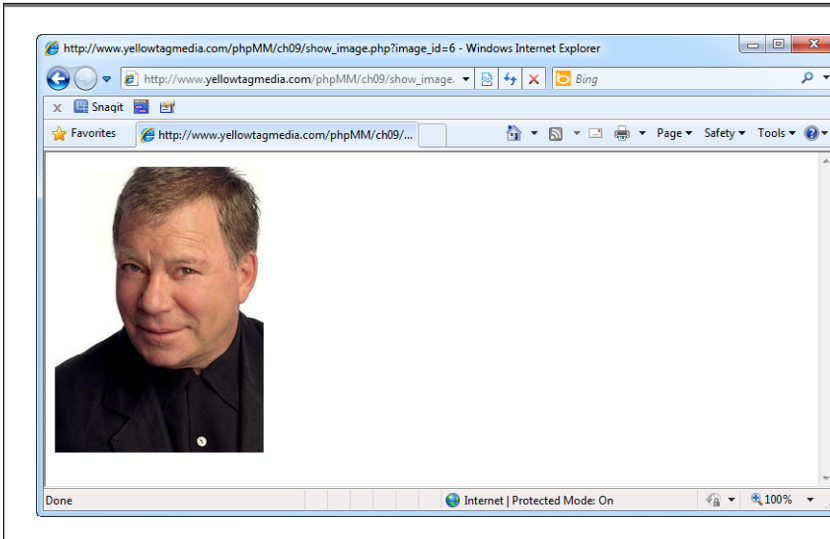 http://www.yellowtagmedia.com/phpMM/ch09/show_image.php?image_id=6 - Windows Internet Explorer
http://www.yellowtagmedia.com/phpMM/ch09/show_image. Bing
x Snagit
Favorites http://www.yellowtagmedia.com/phpMM/ch09/... Page Safety Tools
Done Internet | Protected Mode: On 100%